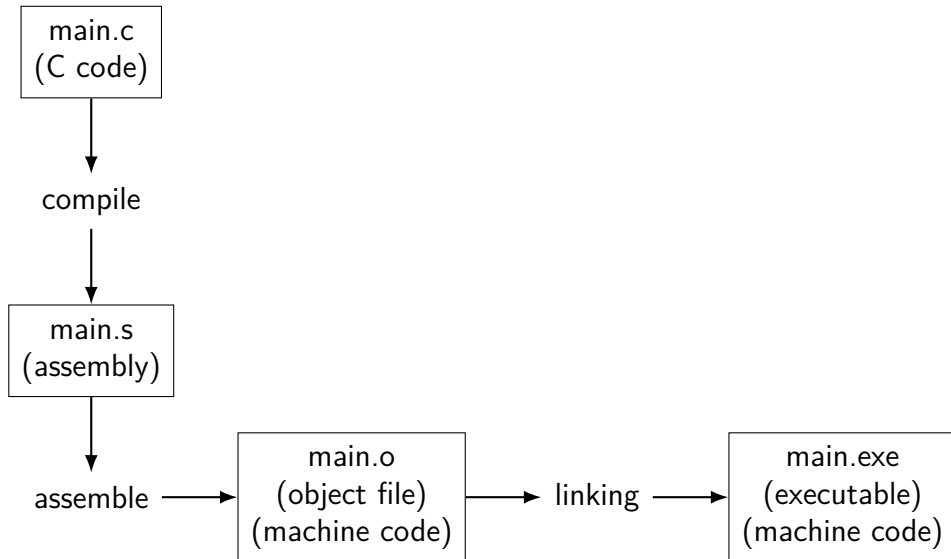 main.c
(C code)
compile
main.s
(assembly)
assemble
main.o
(object file)
(machine code)
linking
main.exe
(executable)
(machine code)